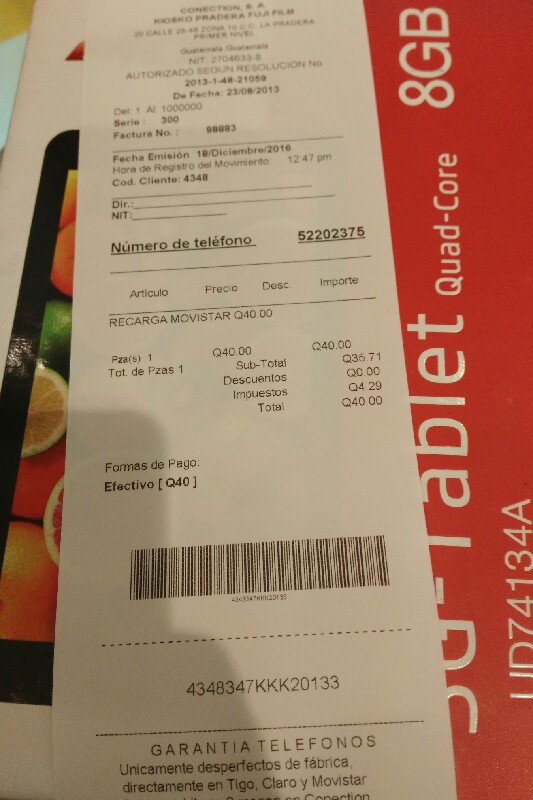 CONECTION, S. A.
KIOSKO PRADERA FUJI FILM
20 CALLE 25-48 ZONA 10 C.C. LA PRADERA
PRIMER NIVEL
Guatemala, Guatemala
NIT: 2704633-8
AUTORIZADO SEGUN RESOLUCION No.
2013-1-48-21059
De Fecha: 23/08/2013
Del: 1 Al: 1000000
Serie : 300
Factura No. : 98883
Fecha Emisión 18/Diciembre/2016
Hora de Registro del Movimiento: 12:47 pm
Cod. Cliente: 4348
Dir.:
NIT:
Número de teléfono 52202375
Articulo Precio Desc. Importe
RECARGA MOVISTAR Q40.00
Pza(s) 1 Q40.00 Q40.00
Tot. de Pzas 1 Sub-Total Q35.71
Descuentos Q0.00
Impuestos Q4.29
Total Q40.00
Formas de Pago:
Efectivo [ Q40 ]
4348347KKK20133
4348347KKK20133
GARANTIA TELEFONOS
Unicamente desperfectos de fábrica,
directamente en Tigo, Claro y Movistar
en Conection
3G-Tablet Quad-Core 8GB
UD74134A